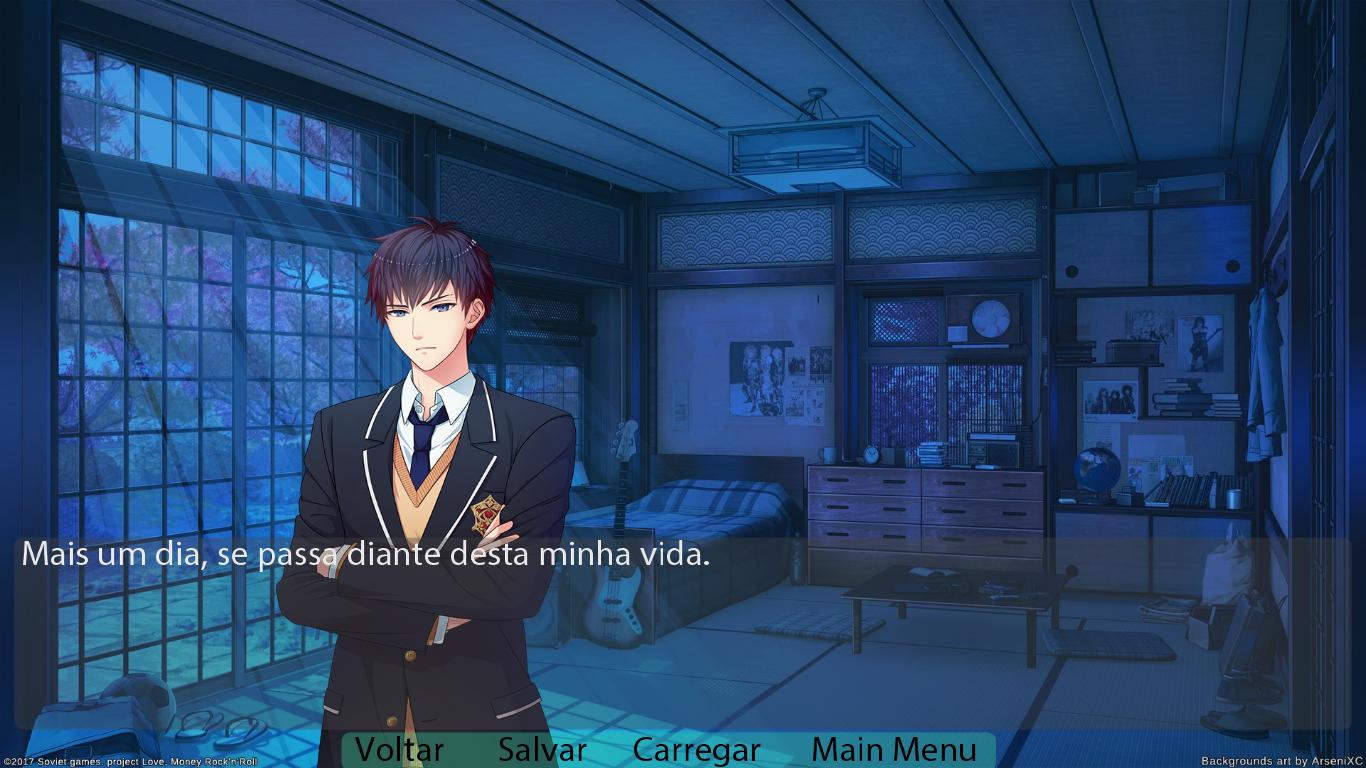 Mais um dia, se passa diante desta minha vida.
Voltar Salvar Carregar Main Menu
©2017 Soviet games. project Love, Money Rock'n'Roll
Backgrounds art by ArseniXC